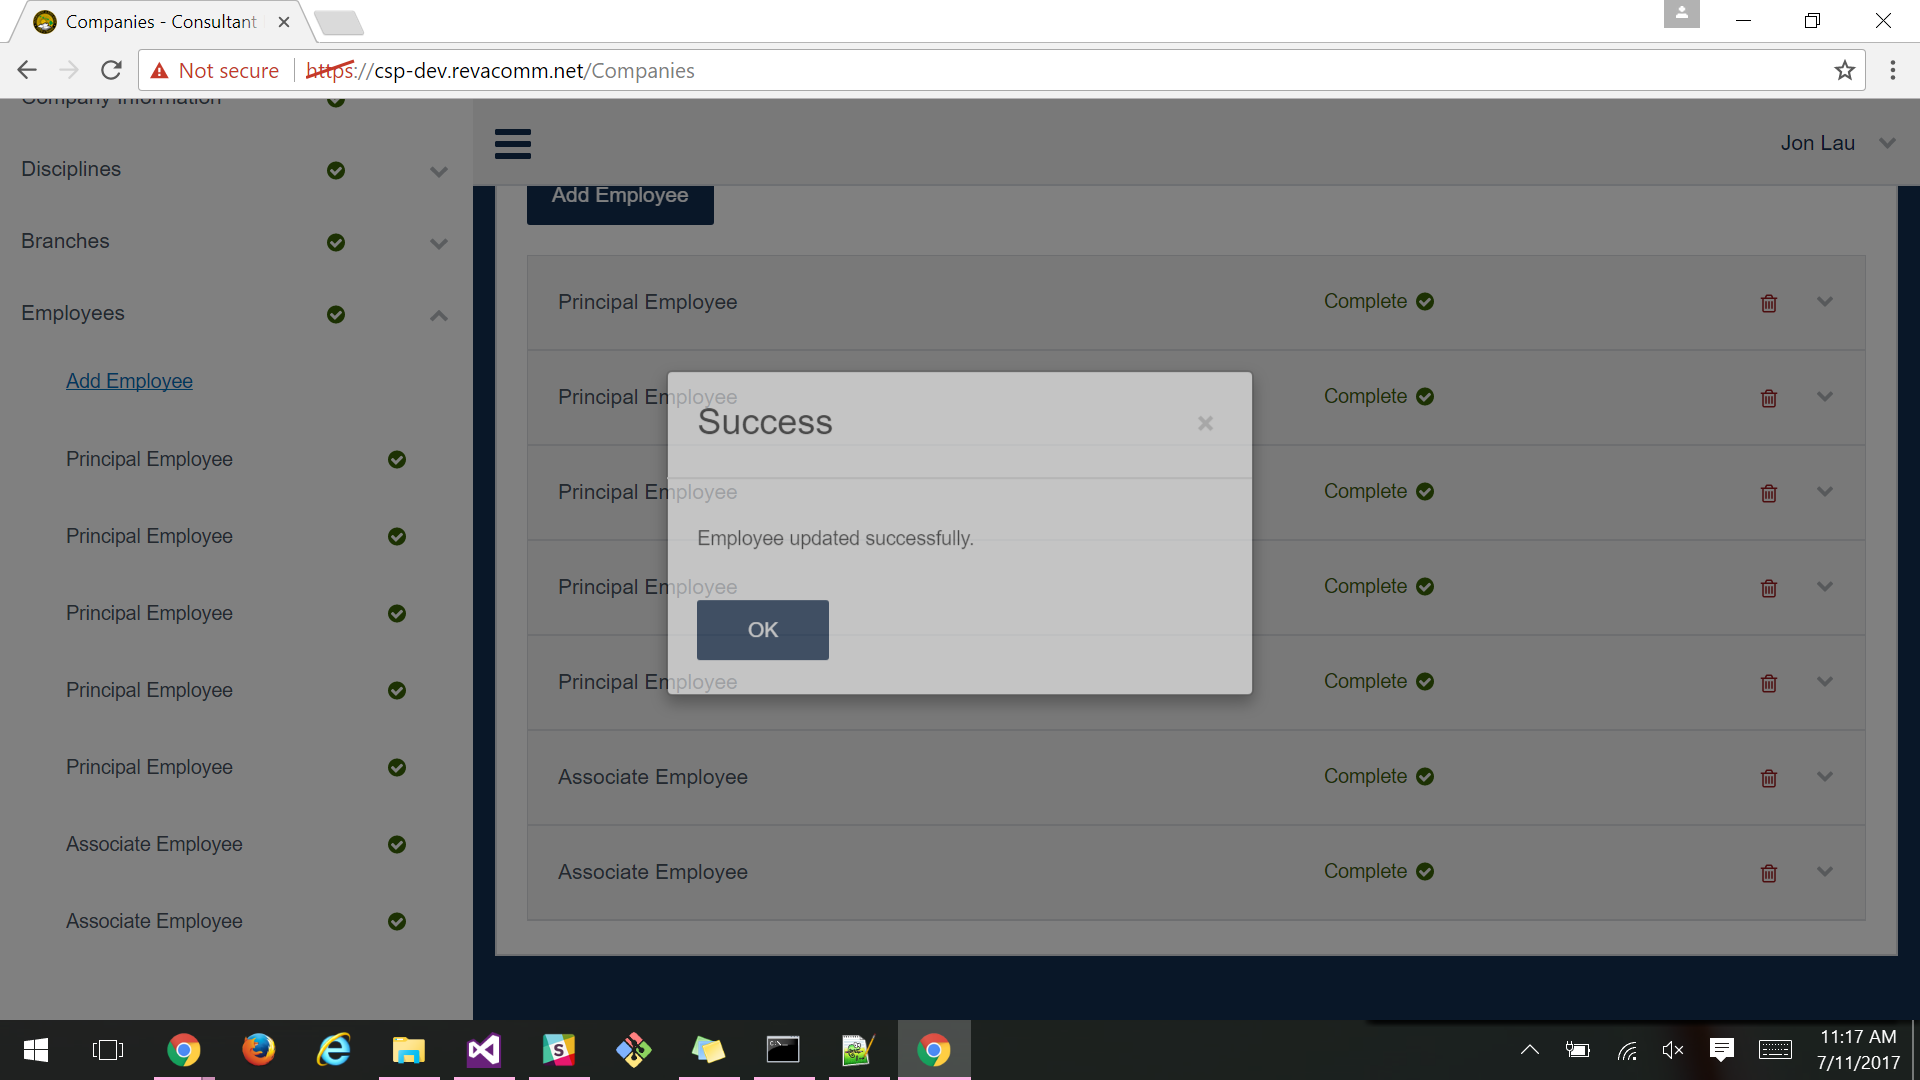 Companies - Consultant
Not secure
https://csp-dev.revacomm.net/Companies
Company Information
Disciplines
Branches
Employees
Add Employee
Principal Employee
Principal Employee
Principal Employee
Principal Employee
Principal Employee
Associate Employee
Associate Employee
Jon Lau
Add Employee
Principal Employee Complete
Principal Employee Complete
Principal Employee Complete
Principal Employee Complete
Principal Employee Complete
Associate Employee Complete
Associate Employee Complete
Success
×
Employee updated successfully.
OK
11:17 AM
7/11/2017